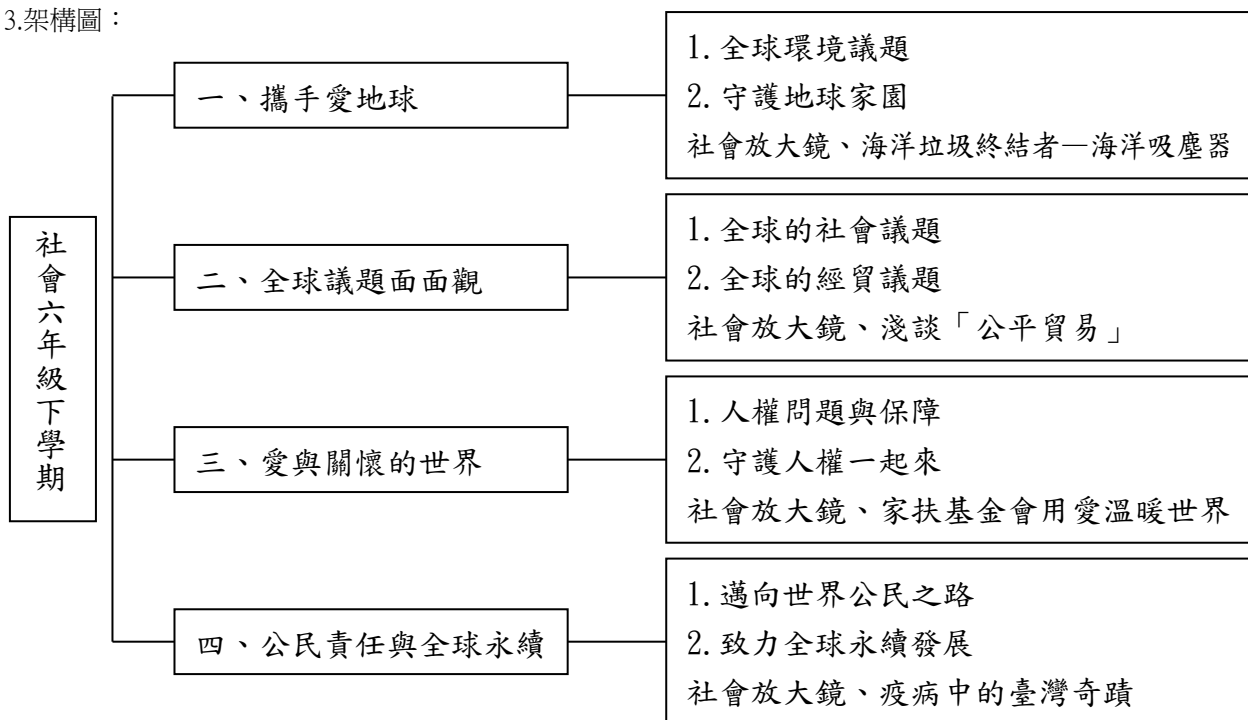 3.架構圖：
社會六年級下學期
一、攜手愛地球
1.全球環境議題
2.守護地球家園
社會放大鏡、海洋垃圾終結者—海洋吸塵器
二、全球議題面面觀
1.全球的社會議題
2.全球的經貿議題
社會放大鏡、淺談「公平貿易」
三、愛與關懷的世界
1.人權問題與保障
2.守護人權一起來
社會放大鏡、家扶基金會用愛溫暖世界
四、公民責任與全球永續
1.邁向世界公民之路
2.致力全球永續發展
社會放大鏡、疫病中的臺灣奇蹟